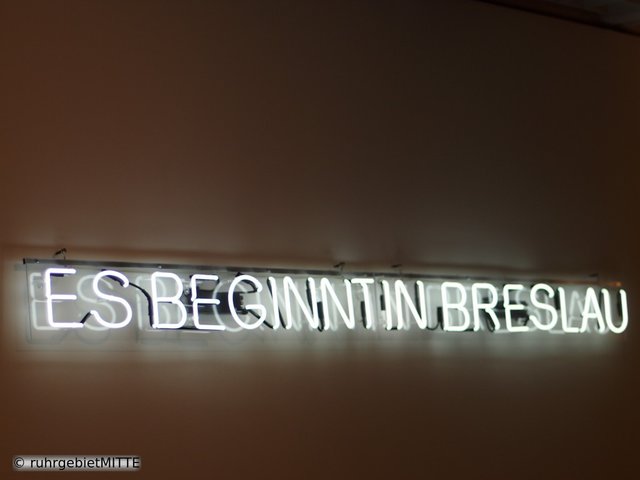 ES BEGINNT IN BRESLAU
© ruhrgebietMITTE